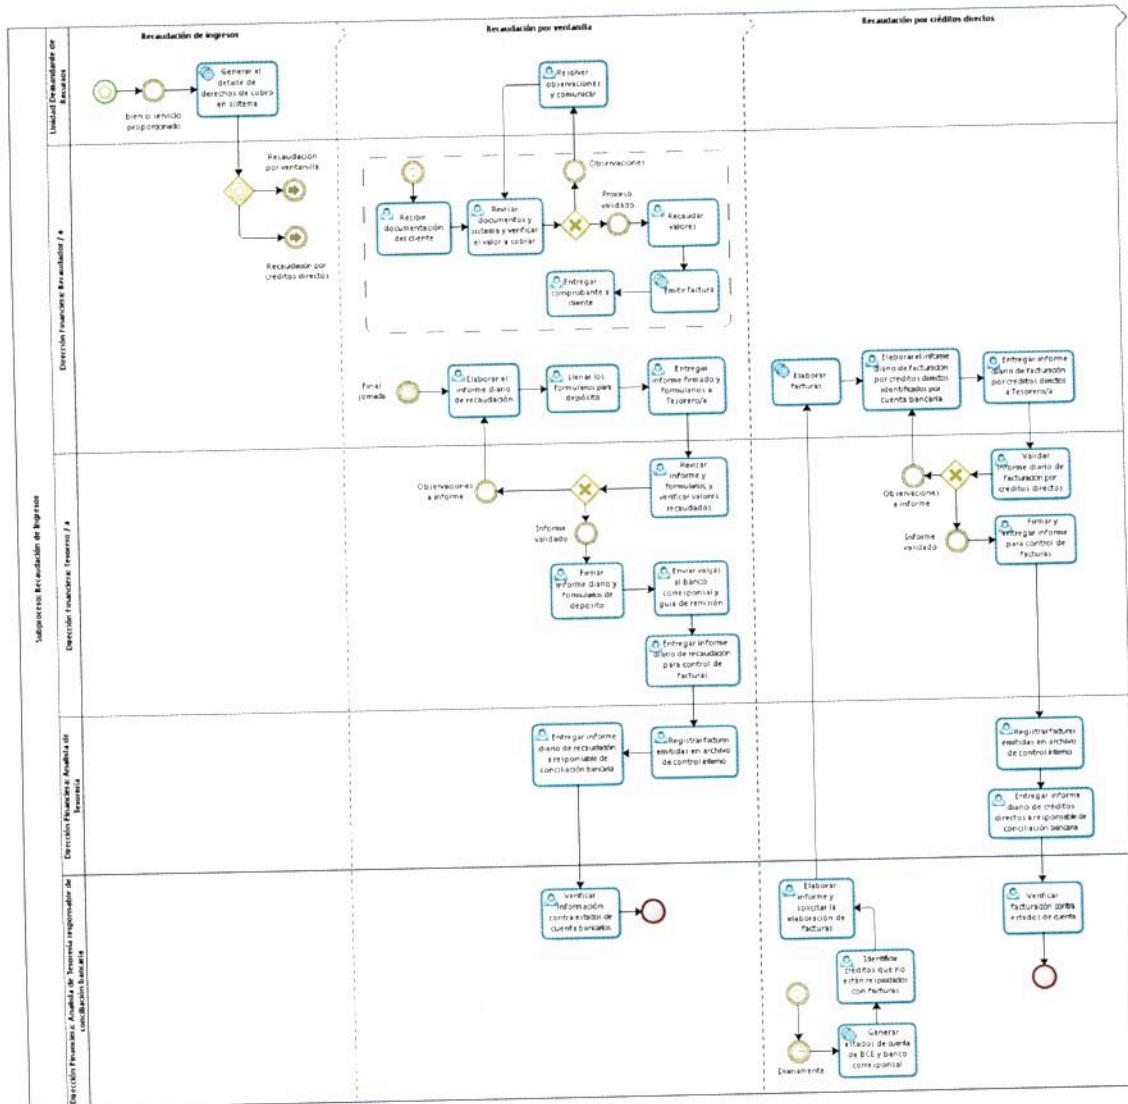 Recaudación de ingresos
Recaudación por ventanilla
Recaudación por créditos directos
Subproceso: Recaudación de Ingresos
Unidad Demandante de
Recursos
bien o servicio
proporcionado
Generar el
detalle de
derechos de cobro
en sistema
Resolver
observaciones
y comunicar
Dirección Financiera: Recaudador / a
Recaudación
por ventanilla
Recaudación por
créditos directos
Observaciones
Proceso
validado
Recibir
documentación
del cliente
Revisar
documentos y
sistema y verificar
el valor a cobrar
Recaudar
valores
Entregar
comprobante a
cliente
Emitir factura
Final
jornada
Elaborar el
informe diario
de recaudación
Llenar los
formularios para
depósito
Entregar
informe firmado y
formularios a
Tesorero/a
Elaborar
facturas
Elaborar el informe
diario de facturación
por créditos directos
identificados por
cuenta bancaria
Entregar informe
diario de facturación
por créditos directos
a Tesorero/a
Dirección Financiera: Tesorero / a
Observaciones
a informe
Revisar
informe y
formularios, y
verificar valores
recaudados
Informe
validado
Firmar
informe diario y
formularios de
depósito
Enviar valijas
al banco
corresponsal y
guía de remisión
Entregar informe
diario de recaudación
para control de
facturas
Validar
informe diario de
facturación por
créditos directos
Observaciones
a informe
Informe
validado
Firmar y
entregar informe
para control de
facturas
Dirección Financiera: Analista de
Tesorería
Entregar informe
diario de recaudación
a responsable de
conciliación bancaria
Registrar facturas
emitidas en archivo
de control interno
Registrar facturas
emitidas en archivo
de control interno
Entregar informe
diario de créditos
directos a responsable de
conciliación bancaria
Dirección Financiera: Analista de Tesorería responsable de
conciliación bancaria
Verificar
información
contra estados de
cuenta bancarios
Elaborar
informe y
solicitar la
elaboración de
facturas
Verificar
facturación contra
estados de cuenta
Identificar
créditos que no
están respaldados
con facturas
Diariamente
Generar
estados de cuenta
de BCE y banco
corresponsal